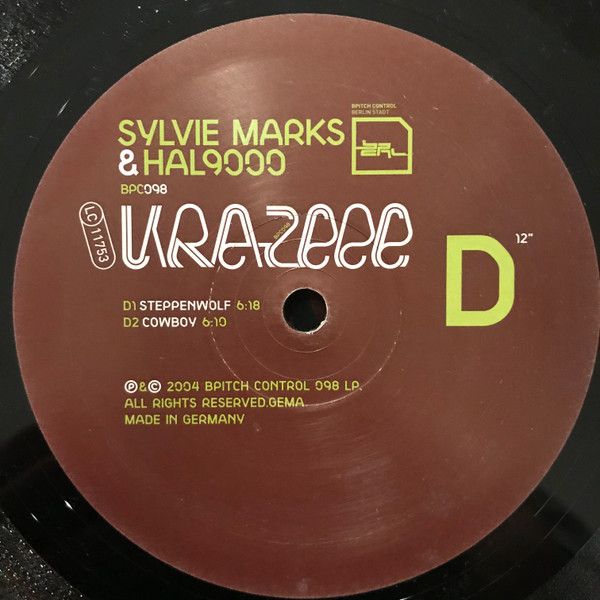 BPITCH CONTROL
BERLIN STADT
SYLVIE MARKS
& HAL9000
BPC098
LC 11753
KRAZEEE
BPC098
D
12"
D1 STEPPENWOLF 6:18
D2 COWBOY 6:10
℗ & © 2004 BPITCH CONTROL 098 LP.
ALL RIGHTS RESERVED.GEMA.
MADE IN GERMANY